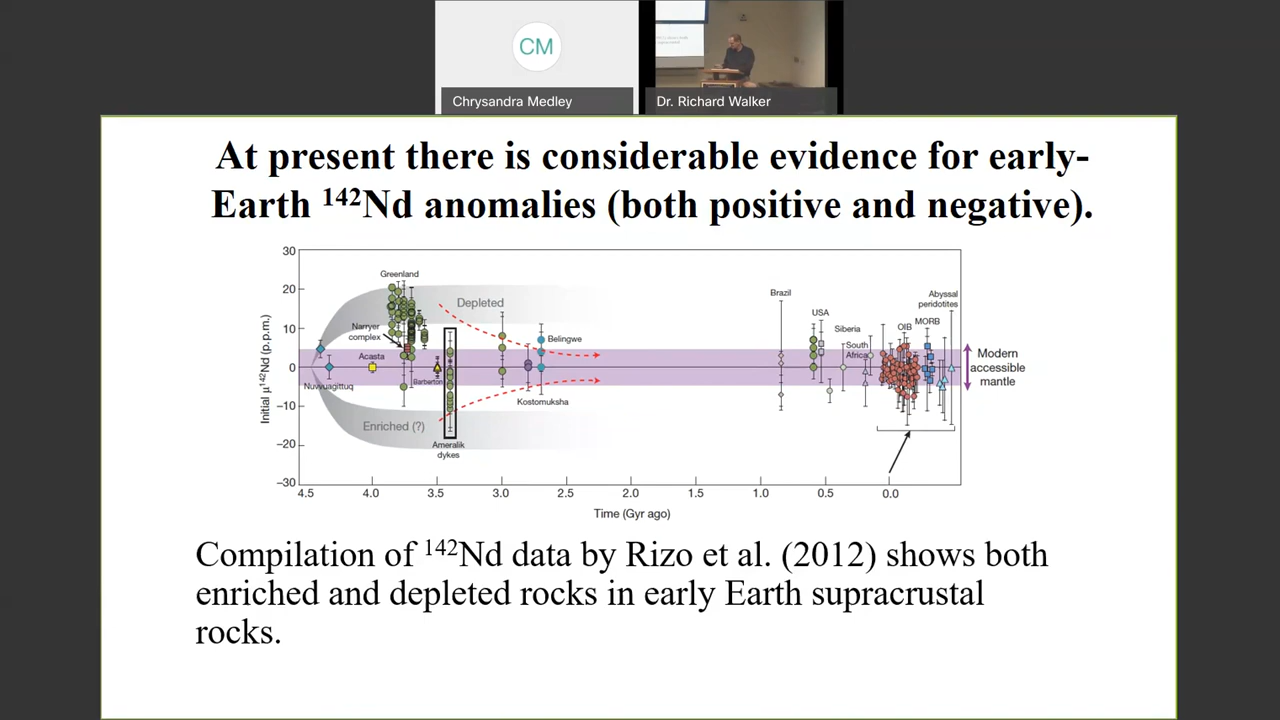 CM
Chrysandra Medley
Dr. Richard Walker
At present there is considerable evidence for early-
Earth ¹⁴²Nd anomalies (both positive and negative).
30
20
10
0
−10
−20
−30
Initial μ¹⁴²Nd (p.p.m.)
Greenland
Depleted
Narryer
complex
Acasta
Nuvvuagittuq
Barberton
Belingwe
Kostomuksha
Enriched (?)
Ameralik
dykes
Brazil
USA
Siberia
South
Africa
OIB
MORB
Abyssal
peridotites
Modern
accessible
mantle
4.5 4.0 3.5 3.0 2.5 2.0 1.5 1.0 0.5 0.0
Time (Gyr ago)
Compilation of ¹⁴²Nd data by Rizo et al. (2012) shows both
enriched and depleted rocks in early Earth supracrustal
rocks.